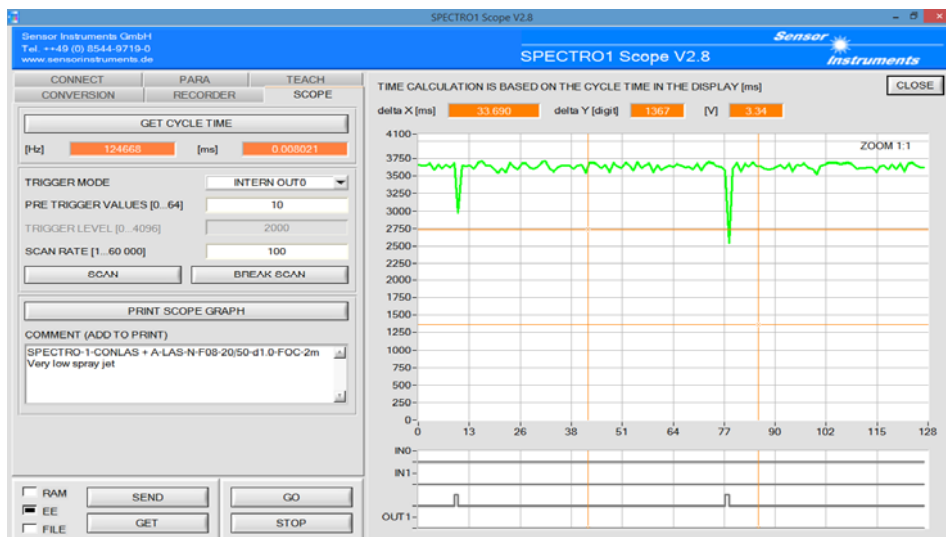 SPECTRO1 Scope V2.8
Sensor Instruments GmbH
Tel. ++49 (0) 8544-9719-0
www.sensorinstruments.de
SPECTRO1 Scope V2.8
Sensor
Instruments
CONNECT PARA TEACH
CONVERSION RECORDER SCOPE
GET CYCLE TIME
[Hz] 124668 [ms] 0.008021
TRIGGER MODE INTERN OUT0
PRE TRIGGER VALUES [0...64] 10
TRIGGER LEVEL [0...4096] 2000
SCAN RATE [1...60 000] 100
SCAN BREAK SCAN
PRINT SCOPE GRAPH
COMMENT (ADD TO PRINT)
SPECTRO-1-CONLAS + A-LAS-N-F08-20/50-d1.0-FOC-2m
Very low spray jet
RAM
EE
FILE
SEND GO
GET STOP
TIME CALCULATION IS BASED ON THE CYCLE TIME IN THE DISPLAY [ms]
CLOSE
delta X [ms] 33.690 delta Y [digit] 1367 [V] 3.34
ZOOM 1:1
4100
3750
3500
3250
3000
2750
2500
2250
2000
1750
1500
1250
1000
750
500
250
0
0 13 26 38 51 64 77 90 102 115 128
IN0
IN1
OUT1